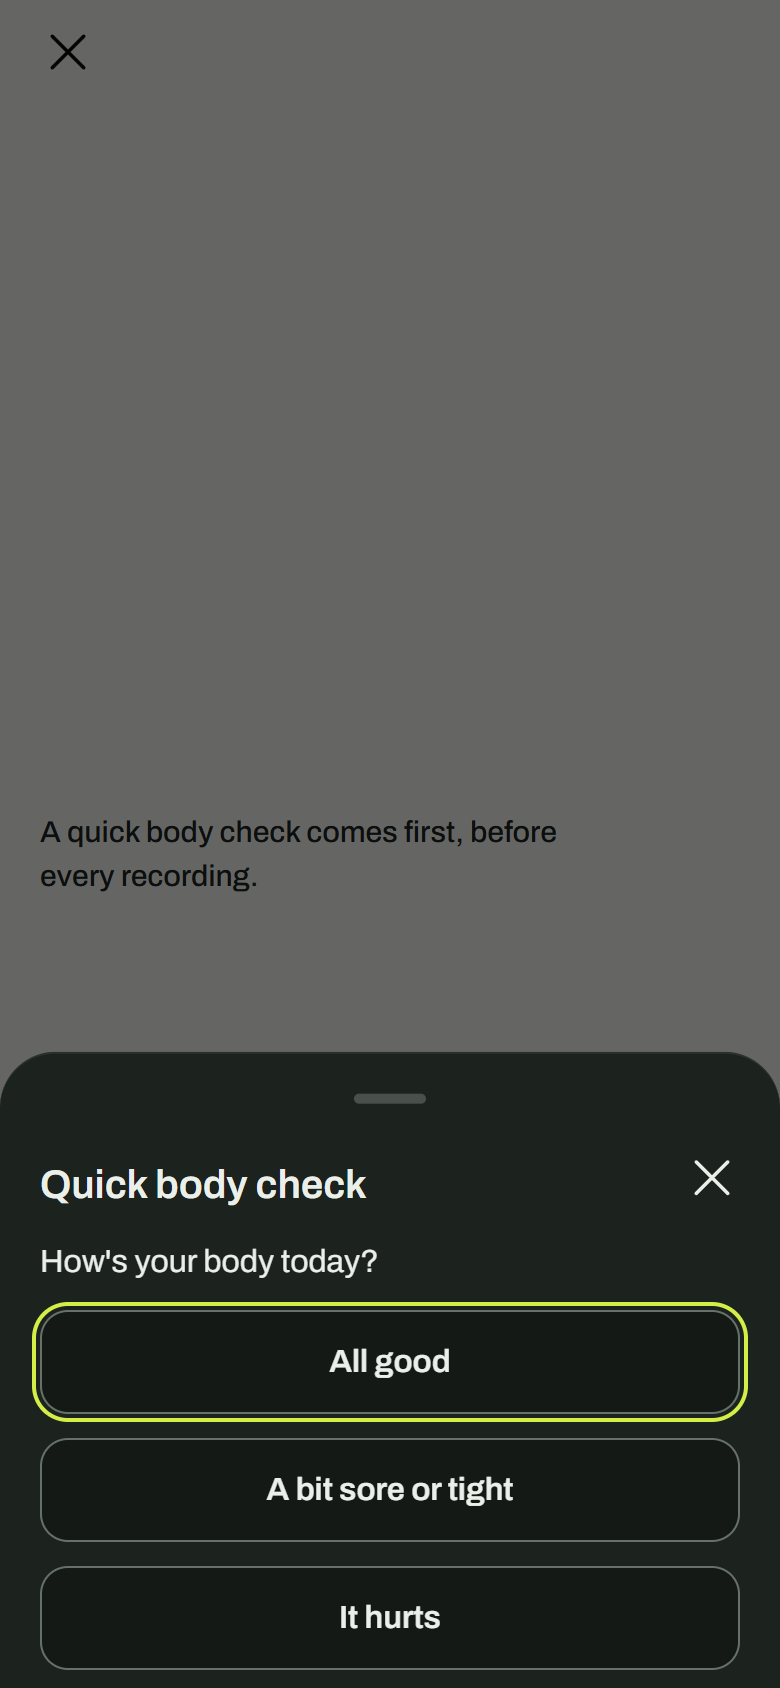 A quick body check comes first, before
every recording.
Quick body check
How's your body today?
All good
A bit sore or tight
It hurts